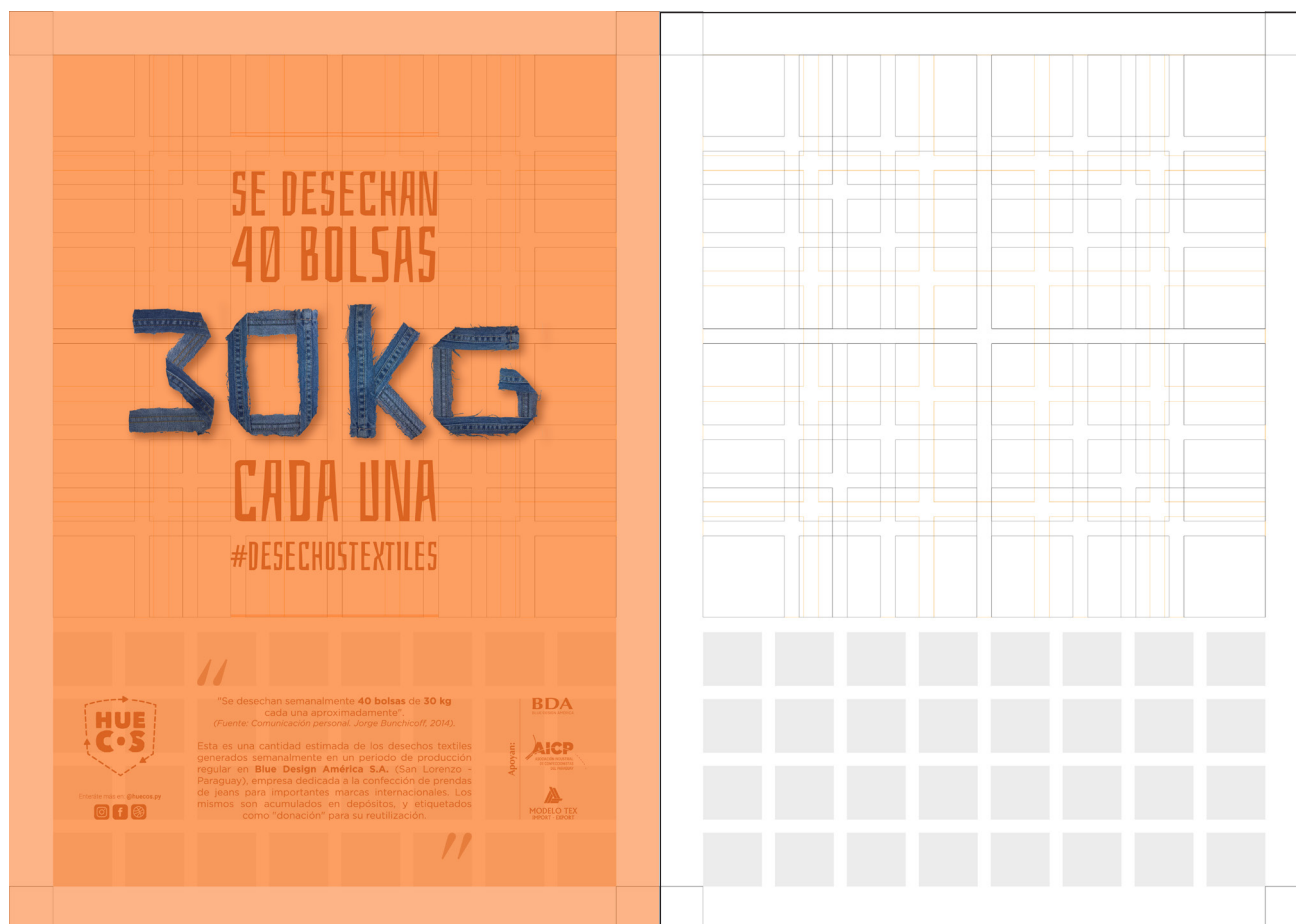 SE DESECHAN
40 BOLSAS
30KG
CADA UNA
#DESECHOSTEXTILES
"Se desechan semanalmente 40 bolsas de 30 kg
cada una aproximadamente".
(Fuente: Comunicación personal. Jorge Bunchicoff, 2014).
Esta es una cantidad estimada de los desechos textiles
generados semanalmente en un periodo de producción
regular en Blue Design América S.A. (San Lorenzo -
Paraguay), empresa dedicada a la confección de prendas
de jeans para importantes marcas internacionales. Los
mismos son acumulados en depósitos, y etiquetados
como "donación" para su reutilización.
HUE
COS
Enterate más en: @huecos.py
Apoyan:
BDA
AICP
MODELO TEX
IMPORT - EXPORT